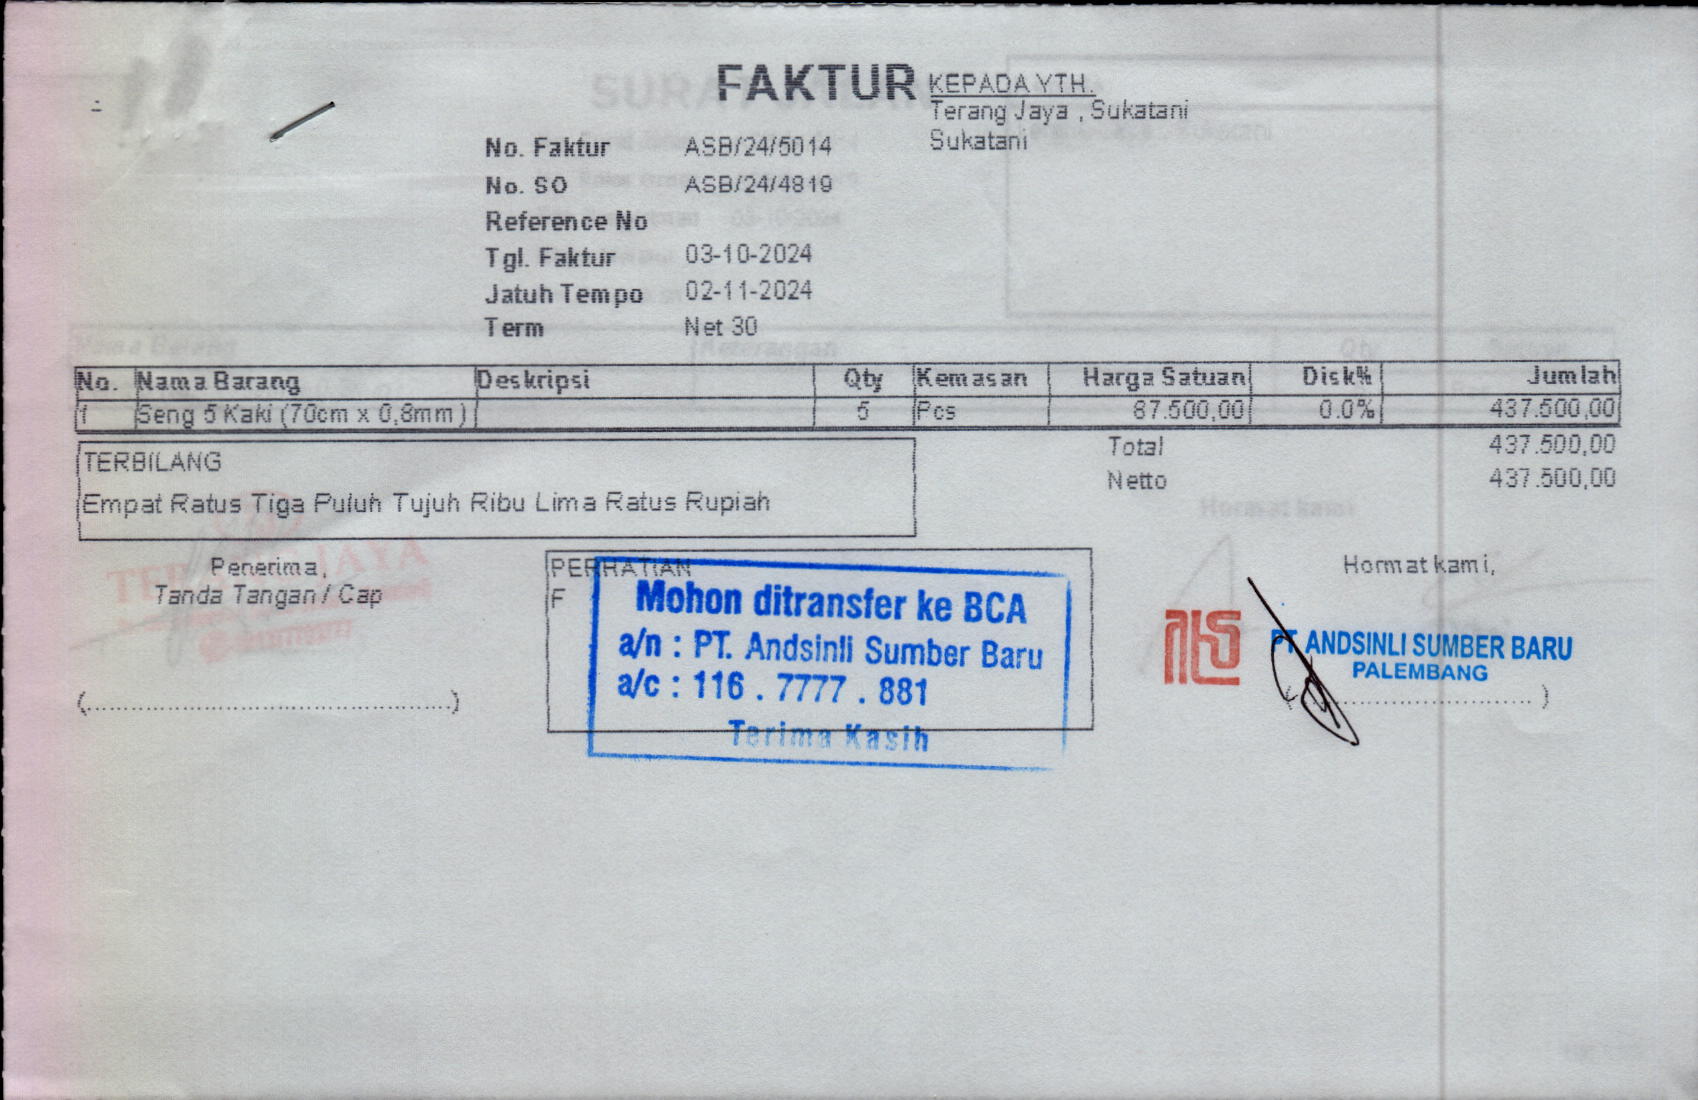 FAKTUR
KEPADA YTH.
Terang Jaya , Sukatani
Sukatani
No. Faktur ASB/24/5014
No. SO ASB/24/4819
Reference No
Tgl. Faktur 03-10-2024
Jatuh Tempo 02-11-2024
Term Net 30
No. Nama Barang Deskripsi Qty Kemasan Harga Satuan Disk% Jumlah
1 Seng 5 Kaki (70cm x 0,8mm) 5 Pcs 87.500,00 0.0% 437.500,00
Total 437.500,00
Netto 437.500,00
TERBILANG
Empat Ratus Tiga Puluh Tujuh Ribu Lima Ratus Rupiah
Penerima,
Tanda Tangan / Cap
(...............................................)
PERHATIAN
F
Mohon ditransfer ke BCA
a/n : PT. Andsinli Sumber Baru
a/c : 116 . 7777 . 881
Terima Kasih
Hormat kami,
PT ANDSINLI SUMBER BARU
PALEMBANG
(...............................)